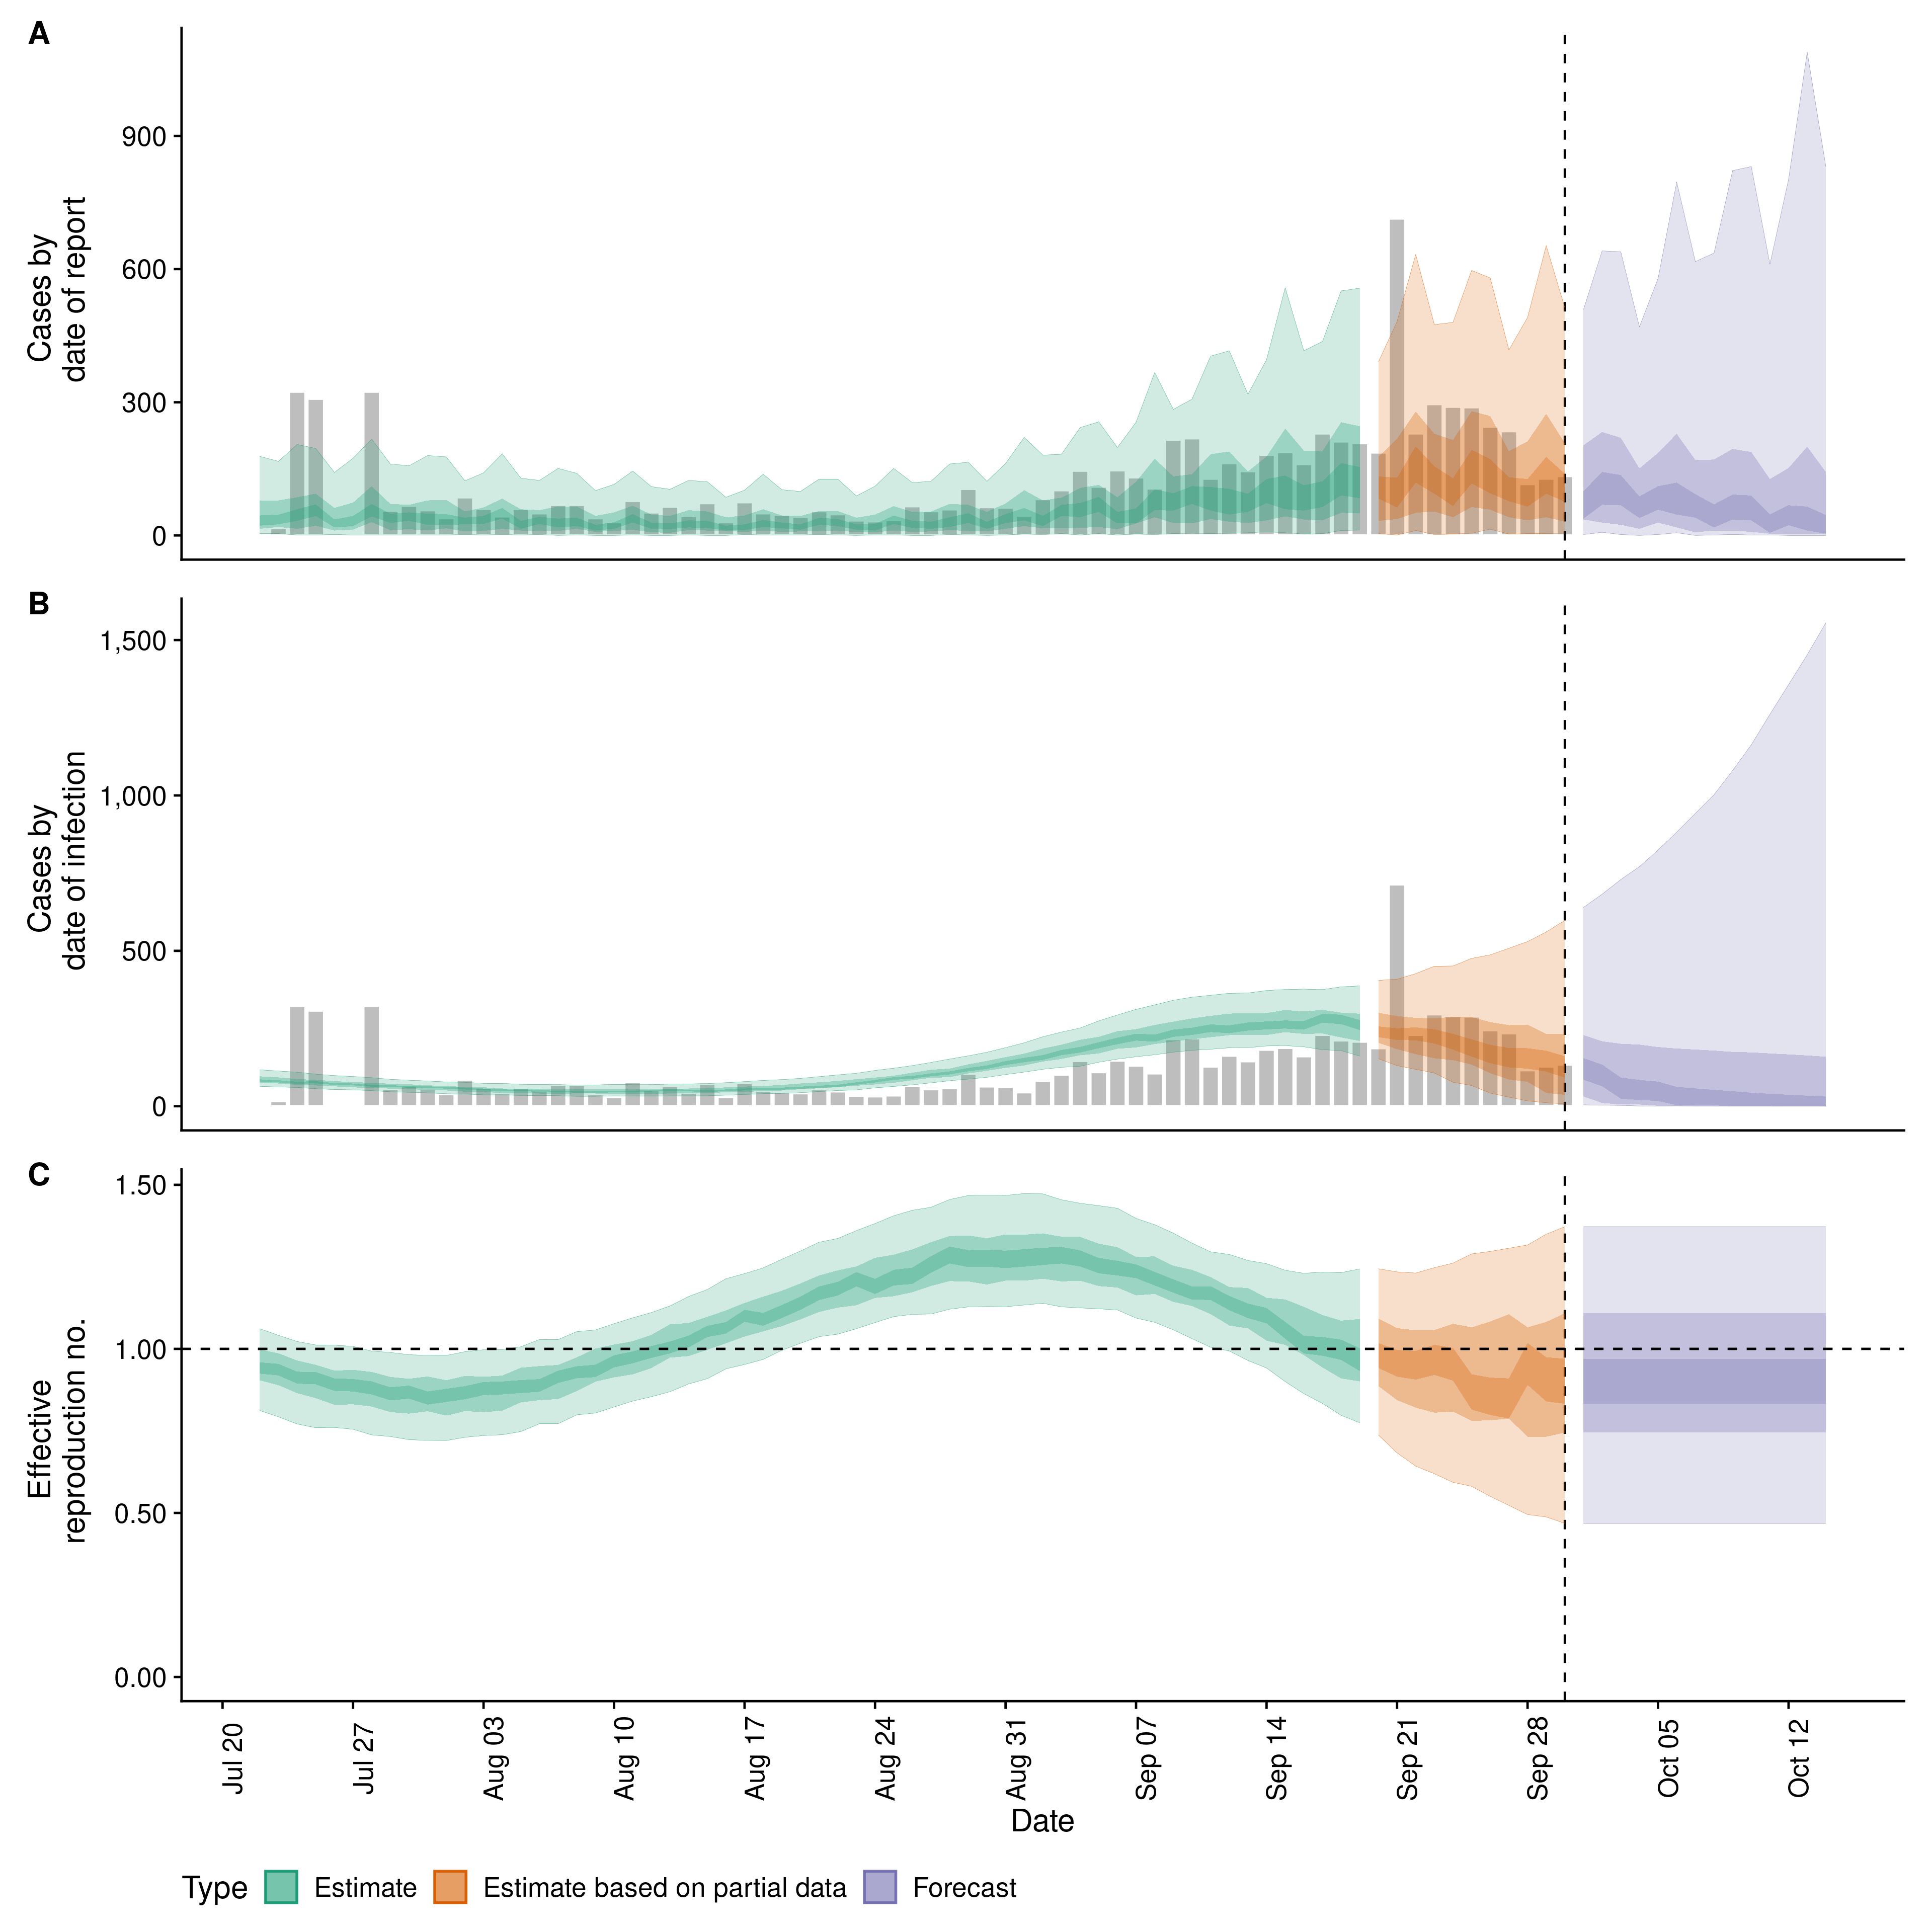 A
Cases by
date of report
900
600
300
0
B
Cases by
date of infection
1,500
1,000
500
0
C
Effective
reproduction no.
1.50
1.00
0.50
0.00
Jul 20
Jul 27
Aug 03
Aug 10
Aug 17
Aug 24
Aug 31
Sep 07
Sep 14
Sep 21
Sep 28
Oct 05
Oct 12
Date
Type Estimate Estimate based on partial data Forecast